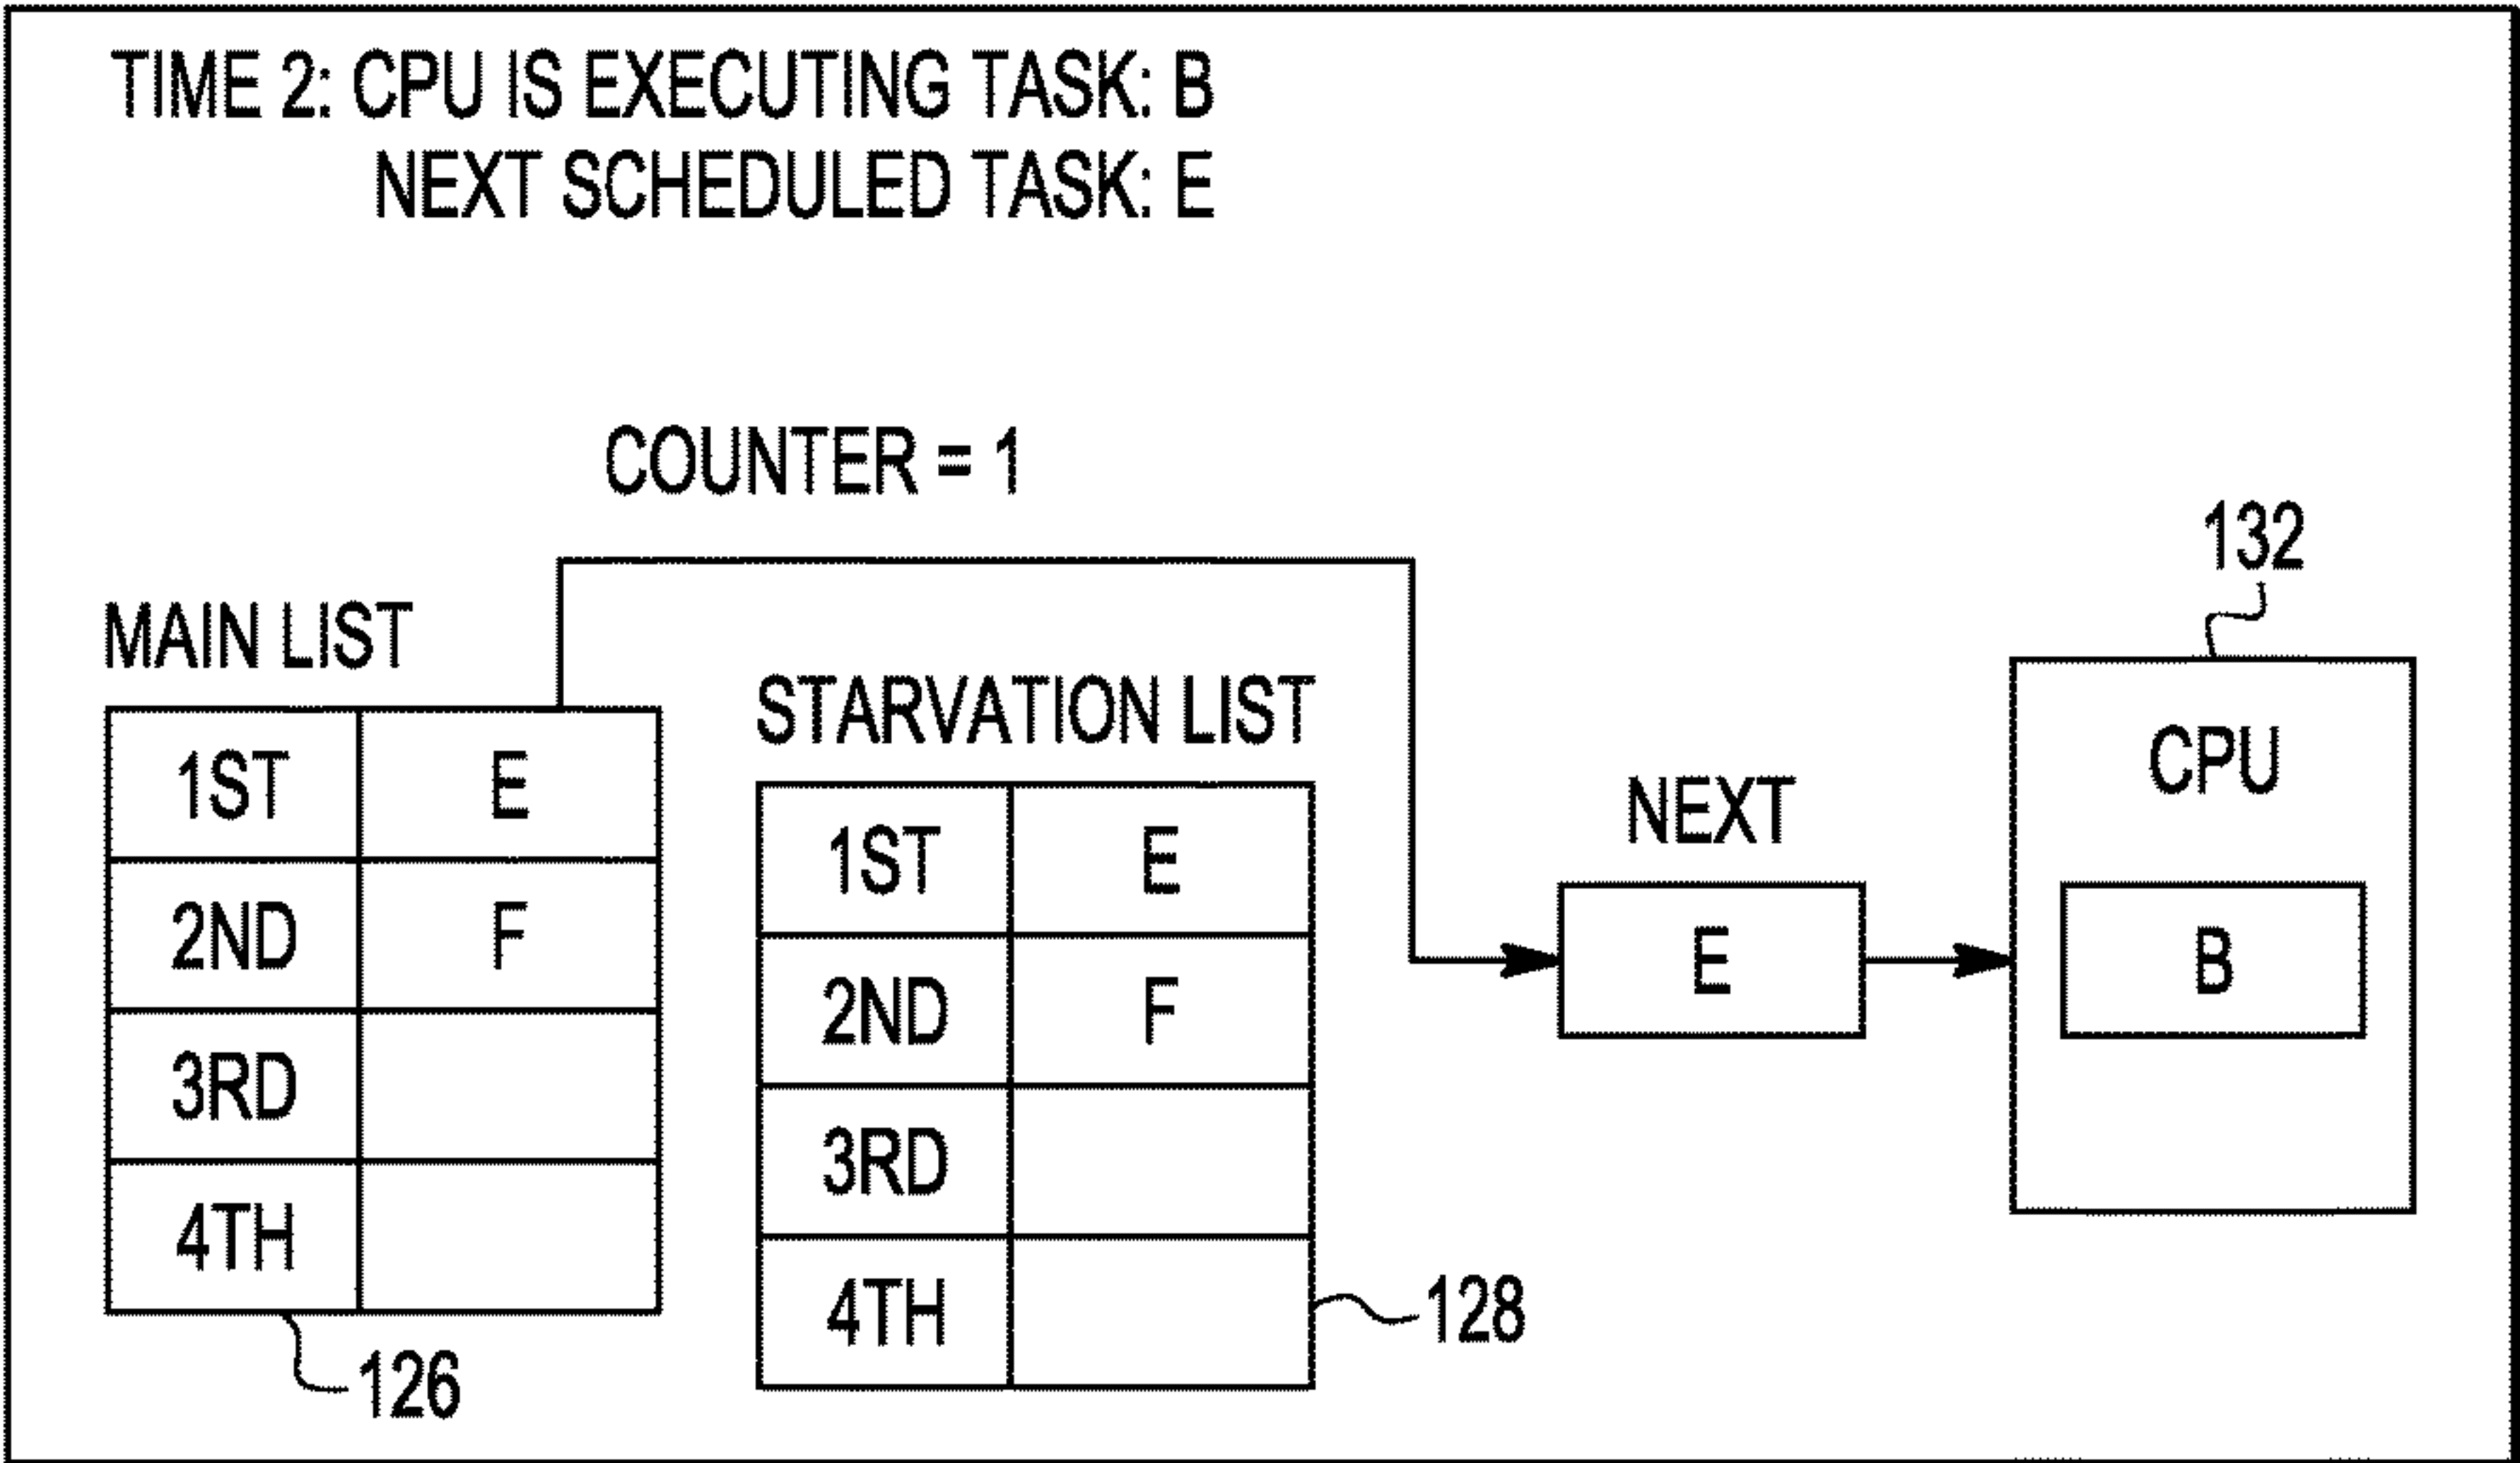 TIME 2: CPU IS EXECUTING TASK: B
NEXT SCHEDULED TASK: E
COUNTER = 1
132
MAIN LIST
1ST E
2ND F
3RD
4TH
126
STARVATION LIST
1ST E
2ND F
3RD
4TH
128
NEXT
E
CPU
B